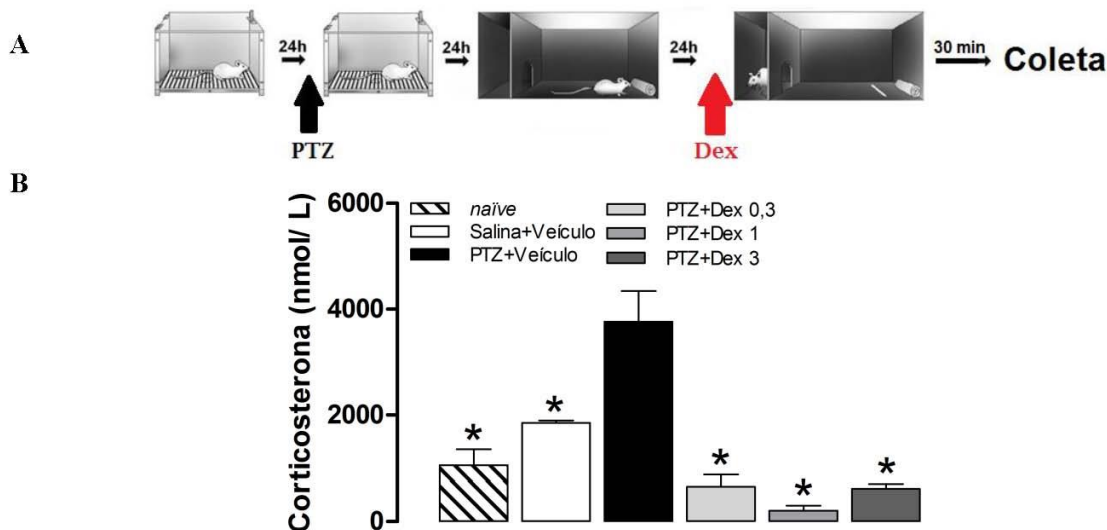 A
24h
24h
24h
30 min
Coleta
PTZ
Dex
B
Corticosterona (nmol/ L)
6000
4000
2000
0
naïve
Salina+Veículo
PTZ+Veículo
PTZ+Dex 0,3
PTZ+Dex 1
PTZ+Dex 3
*
*
*
*
*